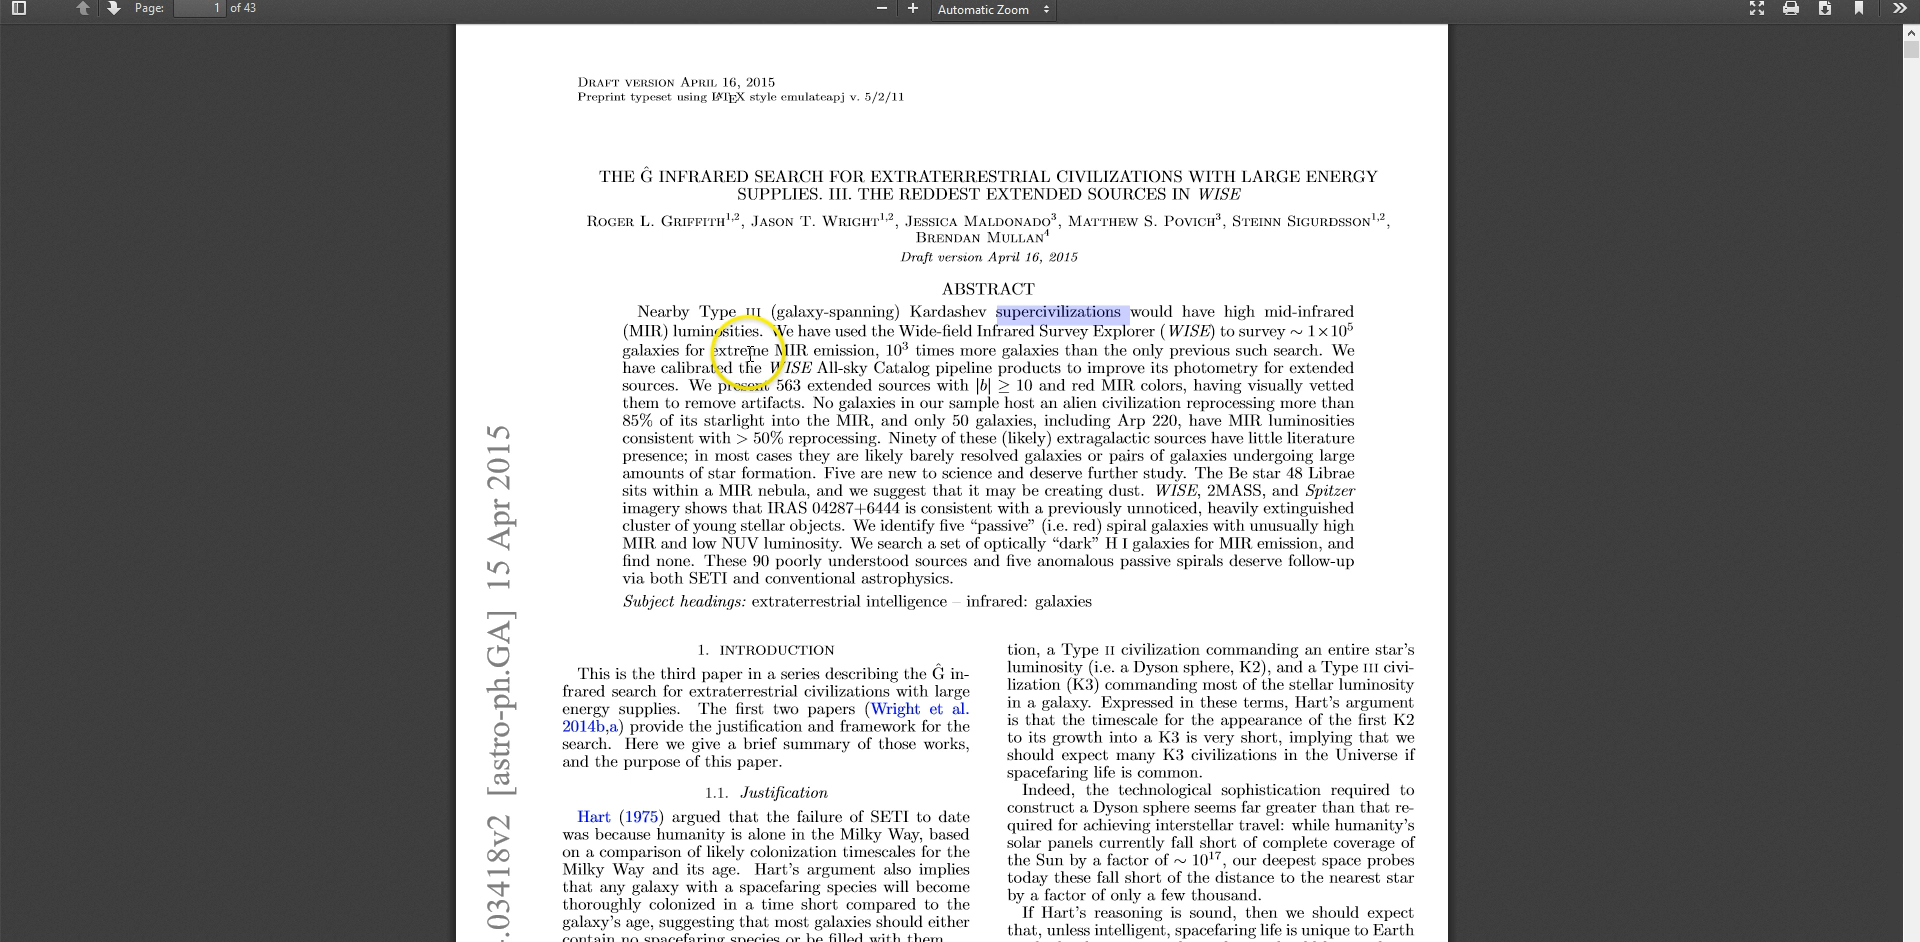 Page: 1 of 43 Automatic Zoom
DRAFT VERSION APRIL 16, 2015
Preprint typeset using LATEX style emulateapj v. 5/2/11
THE Ĝ INFRARED SEARCH FOR EXTRATERRESTRIAL CIVILIZATIONS WITH LARGE ENERGY
SUPPLIES. III. THE REDDEST EXTENDED SOURCES IN WISE
ROGER L. GRIFFITH1,2, JASON T. WRIGHT1,2, JESSICA MALDONADO3, MATTHEW S. POVICH3, STEINN SIGURDSSON1,2,
BRENDAN MULLAN4
Draft version April 16, 2015
ABSTRACT
Nearby Type III (galaxy-spanning) Kardashev supercivilizations would have high mid-infrared
(MIR) luminosities. We have used the Wide-field Infrared Survey Explorer (WISE) to survey ∼ 1×10⁵
galaxies for extreme MIR emission, 10³ times more galaxies than the only previous such search. We
have calibrated the WISE All-sky Catalog pipeline products to improve its photometry for extended
sources. We present 563 extended sources with |b| ≥ 10 and red MIR colors, having visually vetted
them to remove artifacts. No galaxies in our sample host an alien civilization reprocessing more than
85% of its starlight into the MIR, and only 50 galaxies, including Arp 220, have MIR luminosities
consistent with > 50% reprocessing. Ninety of these (likely) extragalactic sources have little literature
presence; in most cases they are likely barely resolved galaxies or pairs of galaxies undergoing large
amounts of star formation. Five are new to science and deserve further study. The Be star 48 Librae
sits within a MIR nebula, and we suggest that it may be creating dust. WISE, 2MASS, and Spitzer
imagery shows that IRAS 04287+6444 is consistent with a previously unnoticed, heavily extinguished
cluster of young stellar objects. We identify five “passive” (i.e. red) spiral galaxies with unusually high
MIR and low NUV luminosity. We search a set of optically “dark” H I galaxies for MIR emission, and
find none. These 90 poorly understood sources and five anomalous passive spirals deserve follow-up
via both SETI and conventional astrophysics.
Subject headings: extraterrestrial intelligence – infrared: galaxies
1. INTRODUCTION
This is the third paper in a series describing the Ĝ in-
frared search for extraterrestrial civilizations with large
energy supplies. The first two papers (Wright et al.
2014b,a) provide the justification and framework for the
search. Here we give a brief summary of those works,
and the purpose of this paper.
1.1. Justification
Hart (1975) argued that the failure of SETI to date
was because humanity is alone in the Milky Way, based
on a comparison of likely colonization timescales for the
Milky Way and its age. Hart’s argument also implies
that any galaxy with a spacefaring species will become
thoroughly colonized in a time short compared to the
galaxy’s age, suggesting that most galaxies should either
contain no spacefaring species or be filled with them.
tion, a Type II civilization commanding an entire star’s
luminosity (i.e. a Dyson sphere, K2), and a Type III civi-
lization (K3) commanding most of the stellar luminosity
in a galaxy. Expressed in these terms, Hart’s argument
is that the timescale for the appearance of the first K2
to its growth into a K3 is very short, implying that we
should expect many K3 civilizations in the Universe if
spacefaring life is common.
Indeed, the technological sophistication required to
construct a Dyson sphere seems far greater than that re-
quired for achieving interstellar travel: while humanity’s
solar panels currently fall short of complete coverage of
the Sun by a factor of ∼ 10¹⁷, our deepest space probes
today these fall short of the distance to the nearest star
by a factor of only a few thousand.
If Hart’s reasoning is sound, then we should expect
that, unless intelligent, spacefaring life is unique to Earth
.03418v2 [astro-ph.GA] 15 Apr 2015